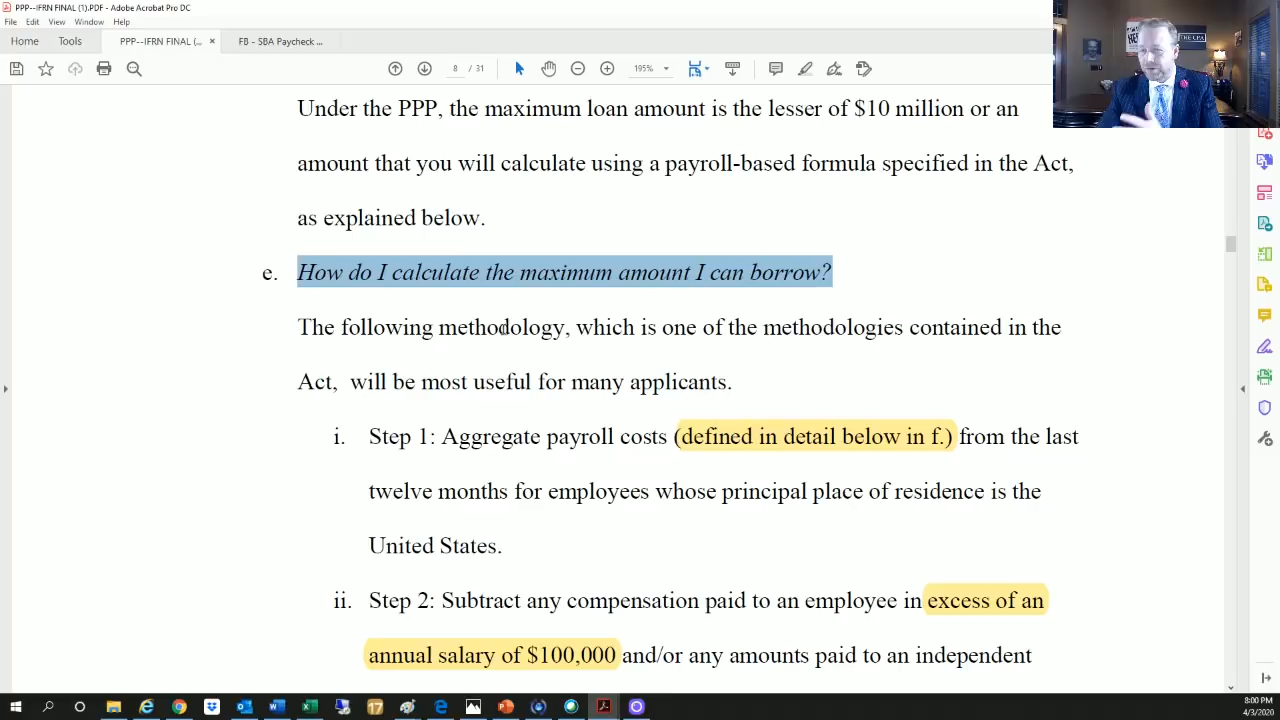 PPP--IFRN FINAL (1).PDF - Adobe Acrobat Pro DC
File Edit View Window Help
Home Tools PPP--IFRN FINAL (... × FB - SBA Paycheck ...
8 / 31 195%
THE CPA
Under the PPP, the maximum loan amount is the lesser of $10 million or an
amount that you will calculate using a payroll-based formula specified in the Act,
as explained below.
e. How do I calculate the maximum amount I can borrow?
The following methodology, which is one of the methodologies contained in the
Act, will be most useful for many applicants.
i. Step 1: Aggregate payroll costs (defined in detail below in f.) from the last
twelve months for employees whose principal place of residence is the
United States.
ii. Step 2: Subtract any compensation paid to an employee in excess of an
annual salary of $100,000 and/or any amounts paid to an independent
17
8:00 PM
4/3/2020